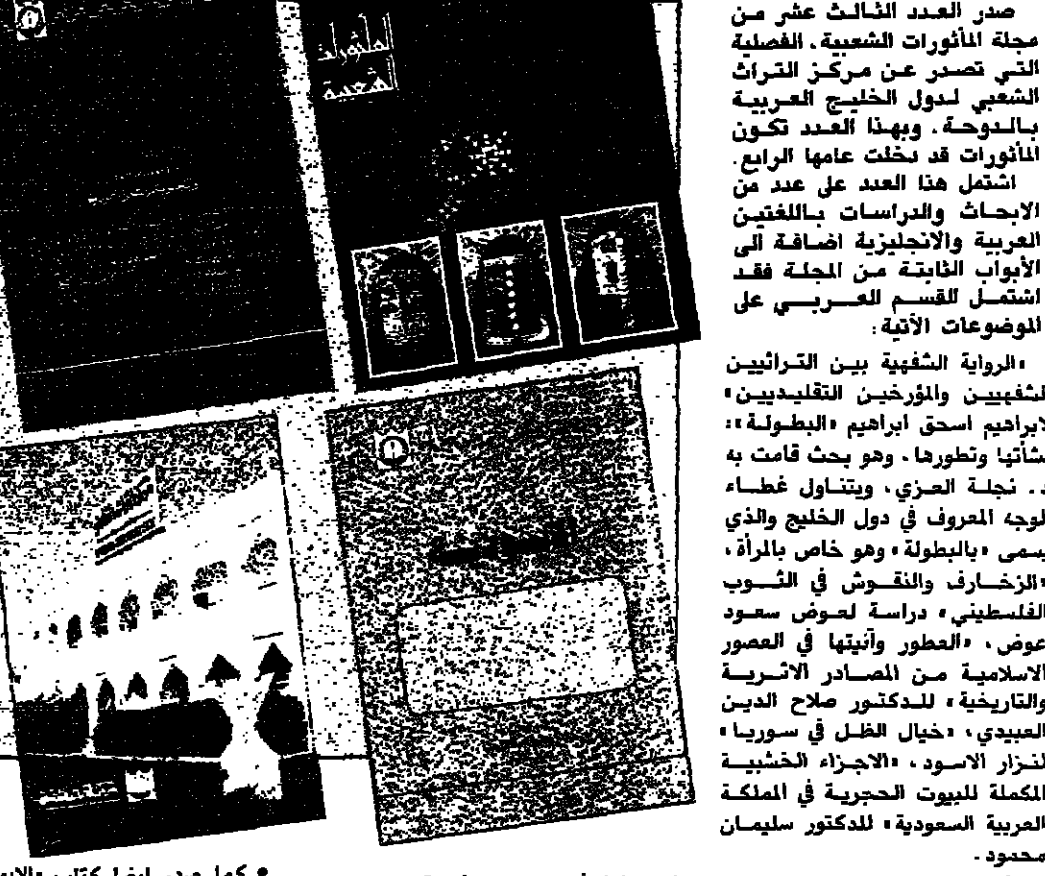 المأثورات
الشعبية
صدر العدد الثالث عشر من
مجلة المأثورات الشعبية، الفصلية
التي تصدر عن مركز التراث
الشعبي لدول الخليج العربية
بالدوحة، وبهذا العدد تكون
المأثورات قد دخلت عامها الرابع.
اشتمل هذا العدد على عدد من
الابحاث والدراسات باللغتين
العربية والانجليزية اضافة الى
الأبواب الثابتة من المجلة فقد
اشتمل القسم العربي على
الموضوعات الآتية:
«الرواية الشفهية بين التراثيين
الشفهيين والمؤرخين التقليديين»
لابراهيم اسحق ابراهيم «البطولة»:
نشأتها وتطورها، وهو بحث قامت به
د. نجلة العزي، ويتناول غطاء
الوجه المعروف في دول الخليج والذي
يسمى «بالبطولة» وهو خاص بالمرأة،
«الزخارف والنقوش في الثوب
الفلسطيني» دراسة لعوض سعود
عوض، «العطور وآنيتها في العصور
الاسلامية من المصادر الاثرية
والتاريخية» للدكتور صلاح الدين
العبيدي، «خيال الظل في سوريا»
لنزار الاسود، «الاجزاء الخشبية
المكملة للبيوت الحجرية في المملكة
العربية السعودية» للدكتور سليمان
محمود.
• كما صدر ايضا كتاب